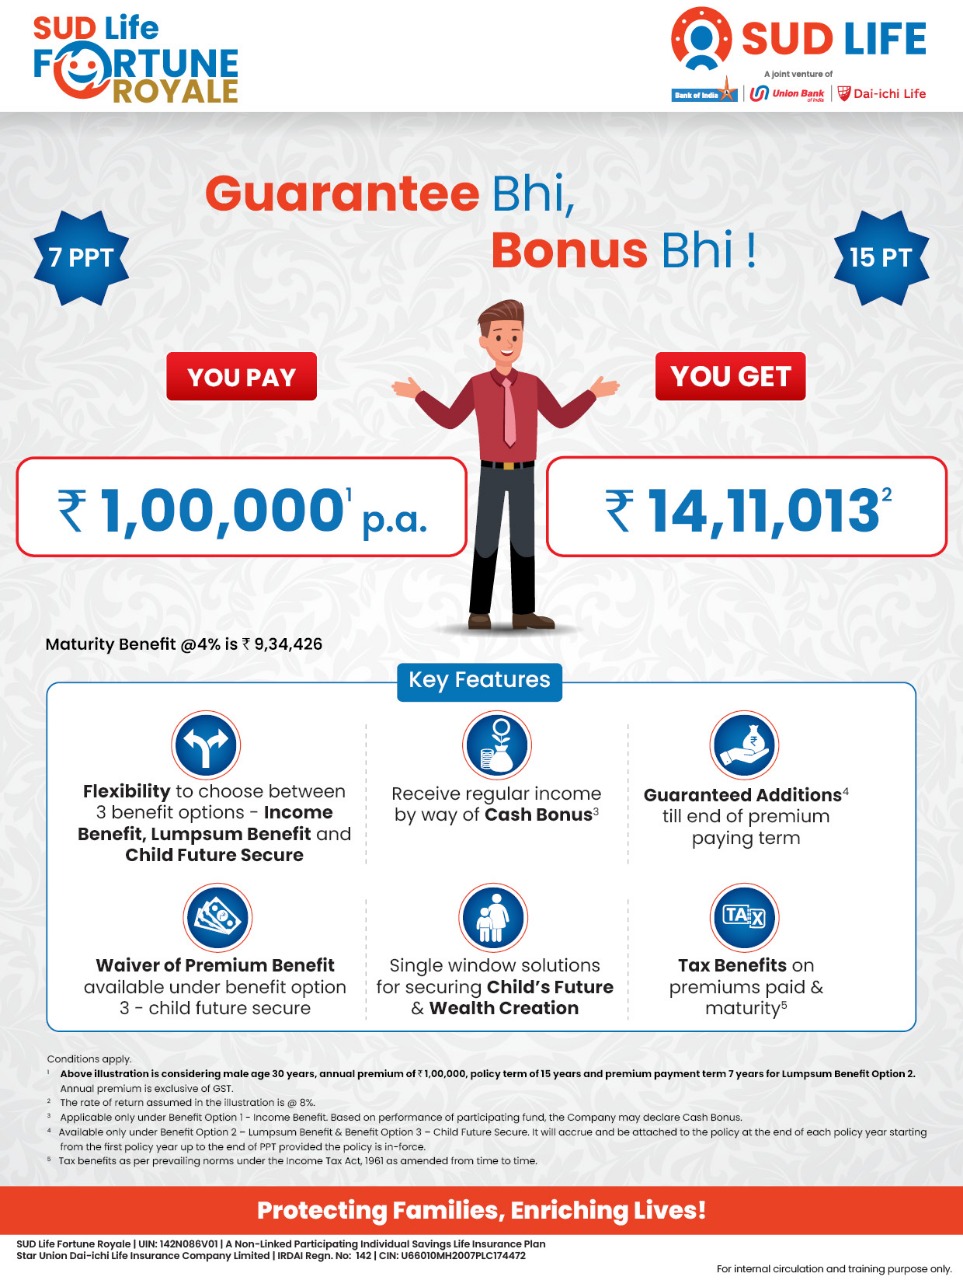 SUD Life
FORTUNE
ROYALE
SUD LIFE
A joint venture of
Bank of India | Union Bank of India | Dai-ichi Life
Guarantee Bhi,
Bonus Bhi !
7 PPT
15 PT
YOU PAY
YOU GET
₹ 1,00,000¹ p.a.
₹ 14,11,013²
Maturity Benefit @4% is ₹ 9,34,426
Key Features
Flexibility to choose between
3 benefit options - Income
Benefit, Lumpsum Benefit and
Child Future Secure
Receive regular income
by way of Cash Bonus³
Guaranteed Additions⁴
till end of premium
paying term
Waiver of Premium Benefit
available under benefit option
3 - child future secure
Single window solutions
for securing Child's Future
& Wealth Creation
TAX
Tax Benefits on
premiums paid &
maturity⁵
Conditions apply.
¹ Above illustration is considering male age 30 years, annual premium of ₹ 1,00,000, policy term of 15 years and premium payment term 7 years for Lumpsum Benefit Option 2.
Annual premium is exclusive of GST.
² The rate of return assumed in the illustration is @ 8%.
³ Applicable only under Benefit Option 1 - Income Benefit. Based on performance of participating fund, the Company may declare Cash Bonus.
⁴ Available only under Benefit Option 2 – Lumpsum Benefit & Benefit Option 3 – Child Future Secure. It will accrue and be attached to the policy at the end of each policy year starting
from the first policy year up to the end of PPT provided the policy is in-force.
⁵ Tax benefits as per prevailing norms under the Income Tax Act, 1961 as amended from time to time.
Protecting Families, Enriching Lives!
SUD Life Fortune Royale | UIN: 142N086V01 | A Non-Linked Participating Individual Savings Life Insurance Plan
Star Union Dai-ichi Life Insurance Company Limited | IRDAI Regn. No: 142 | CIN: U66010MH2007PLC174472
For internal circulation and training purpose only.